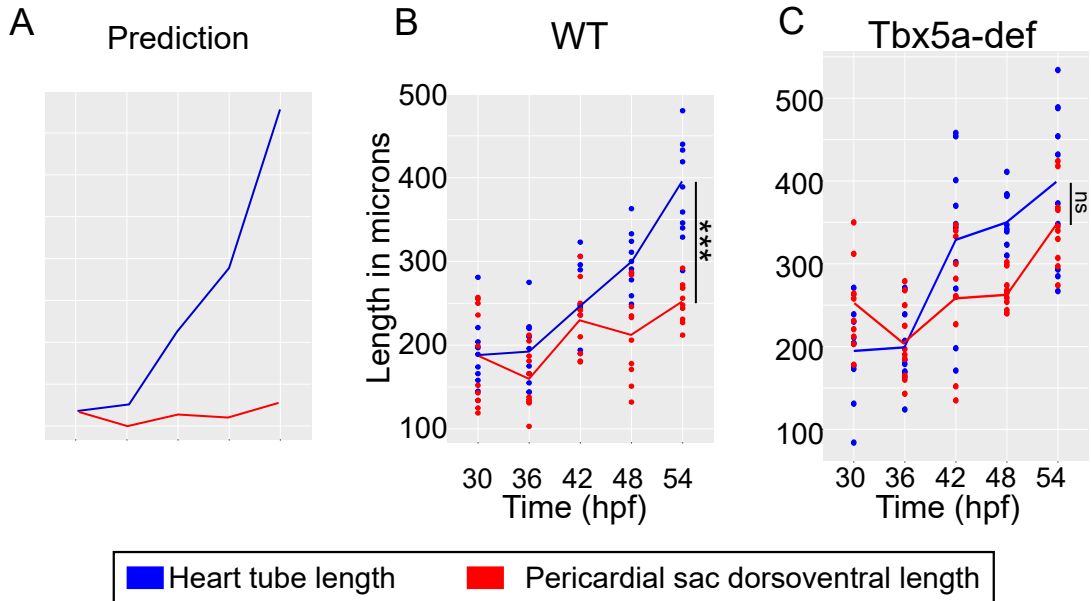 A
Prediction
B
WT
Length in microns
500
400
300
200
100
30 36 42 48 54
Time (hpf)
***
C
Tbx5a-def
500
400
300
200
100
30 36 42 48 54
Time (hpf)
ns
Heart tube length
Pericardial sac dorsoventral length